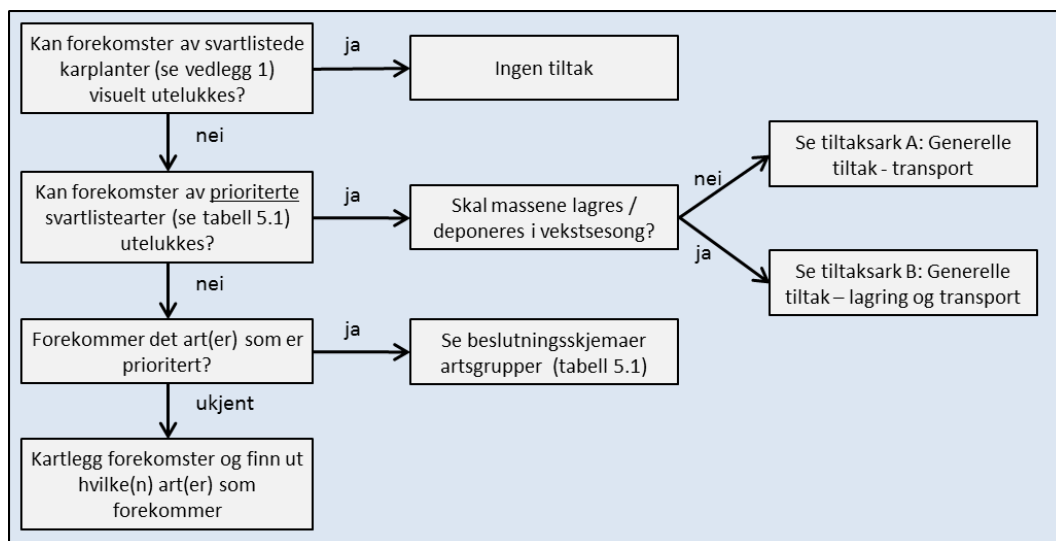 Kan forekomster av svartlistede
karplanter (se vedlegg 1)
visuelt utelukkes?
ja
Ingen tiltak
nei
Kan forekomster av prioriterte
svartlistearter (se tabell 5.1)
utelukkes?
ja
Skal massene lagres /
deponeres i vekstsesong?
nei
Se tiltaksark A: Generelle
tiltak - transport
ja
Se tiltaksark B: Generelle
tiltak – lagring og transport
nei
Forekommer det art(er) som er
prioritert?
ja
Se beslutningsskjemaer
artsgrupper (tabell 5.1)
ukjent
Kartlegg forekomster og finn ut
hvilke(n) art(er) som
forekommer